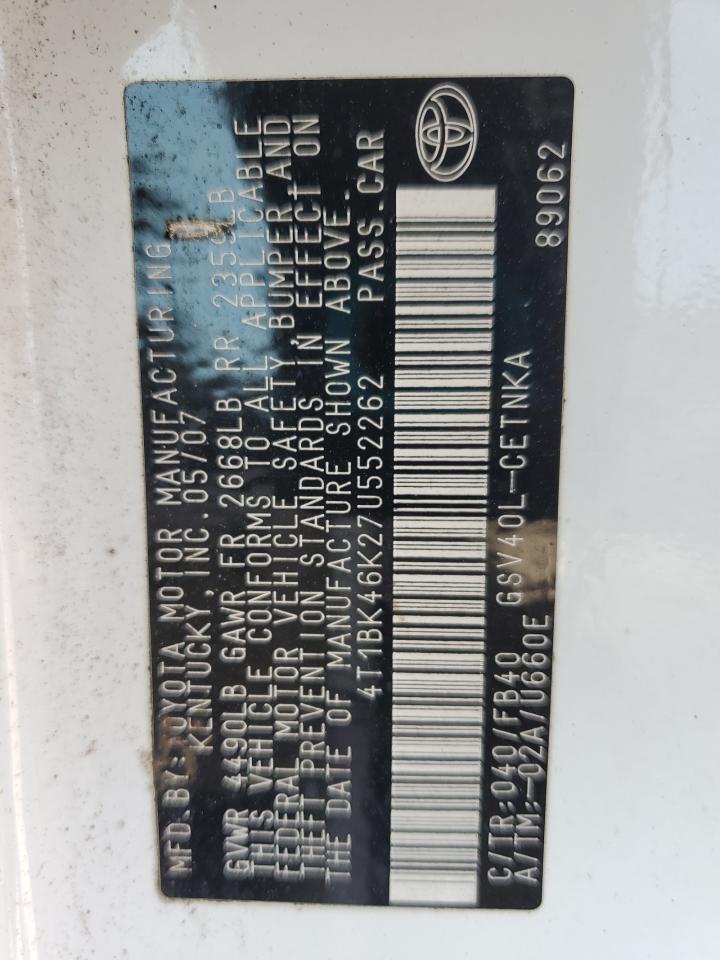 MFD.BY:TOYOTA MOTOR MANUFACTURING
KENTUCKY, INC.05/07
GVWR 4490LB GAWR FR 2668LB RR 2359LB
THIS VEHICLE CONFORMS TO ALL APPLICABLE
FEDERAL MOTOR VEHICLE SAFETY,BUMPER,AND
THEFT PREVENTION STANDARDS IN EFFECT ON
THE DATE OF MANUFACTURE SHOWN ABOVE.
4T1BK46K27U552262 PASS.CAR
C/TR:040/FB40 GSV40L-CETNKA
A/TM:-02A/U660E 89062